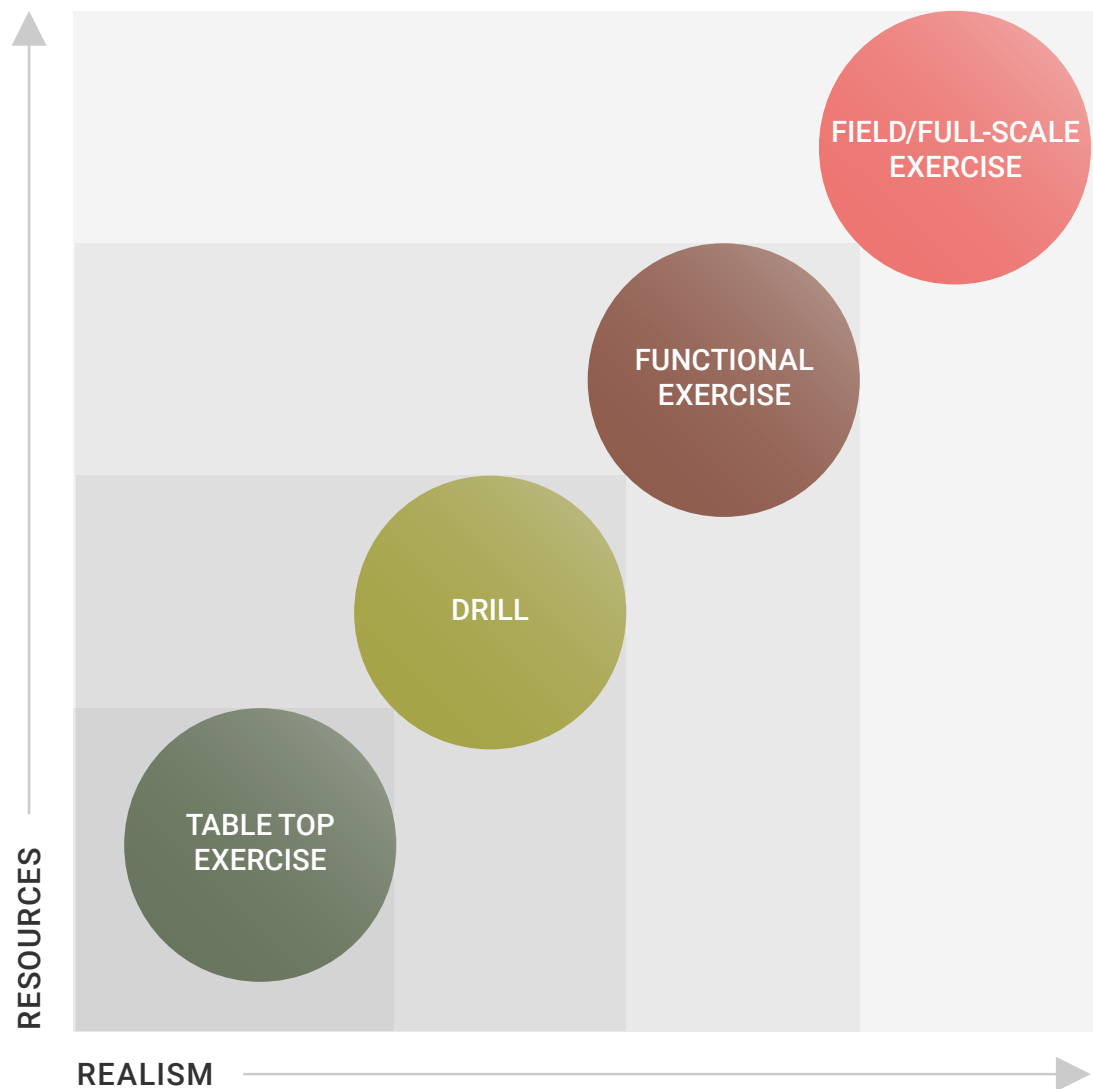 FIELD/FULL-SCALE
EXERCISE
FUNCTIONAL
EXERCISE
DRILL
TABLE TOP
EXERCISE
RESOURCES
REALISM